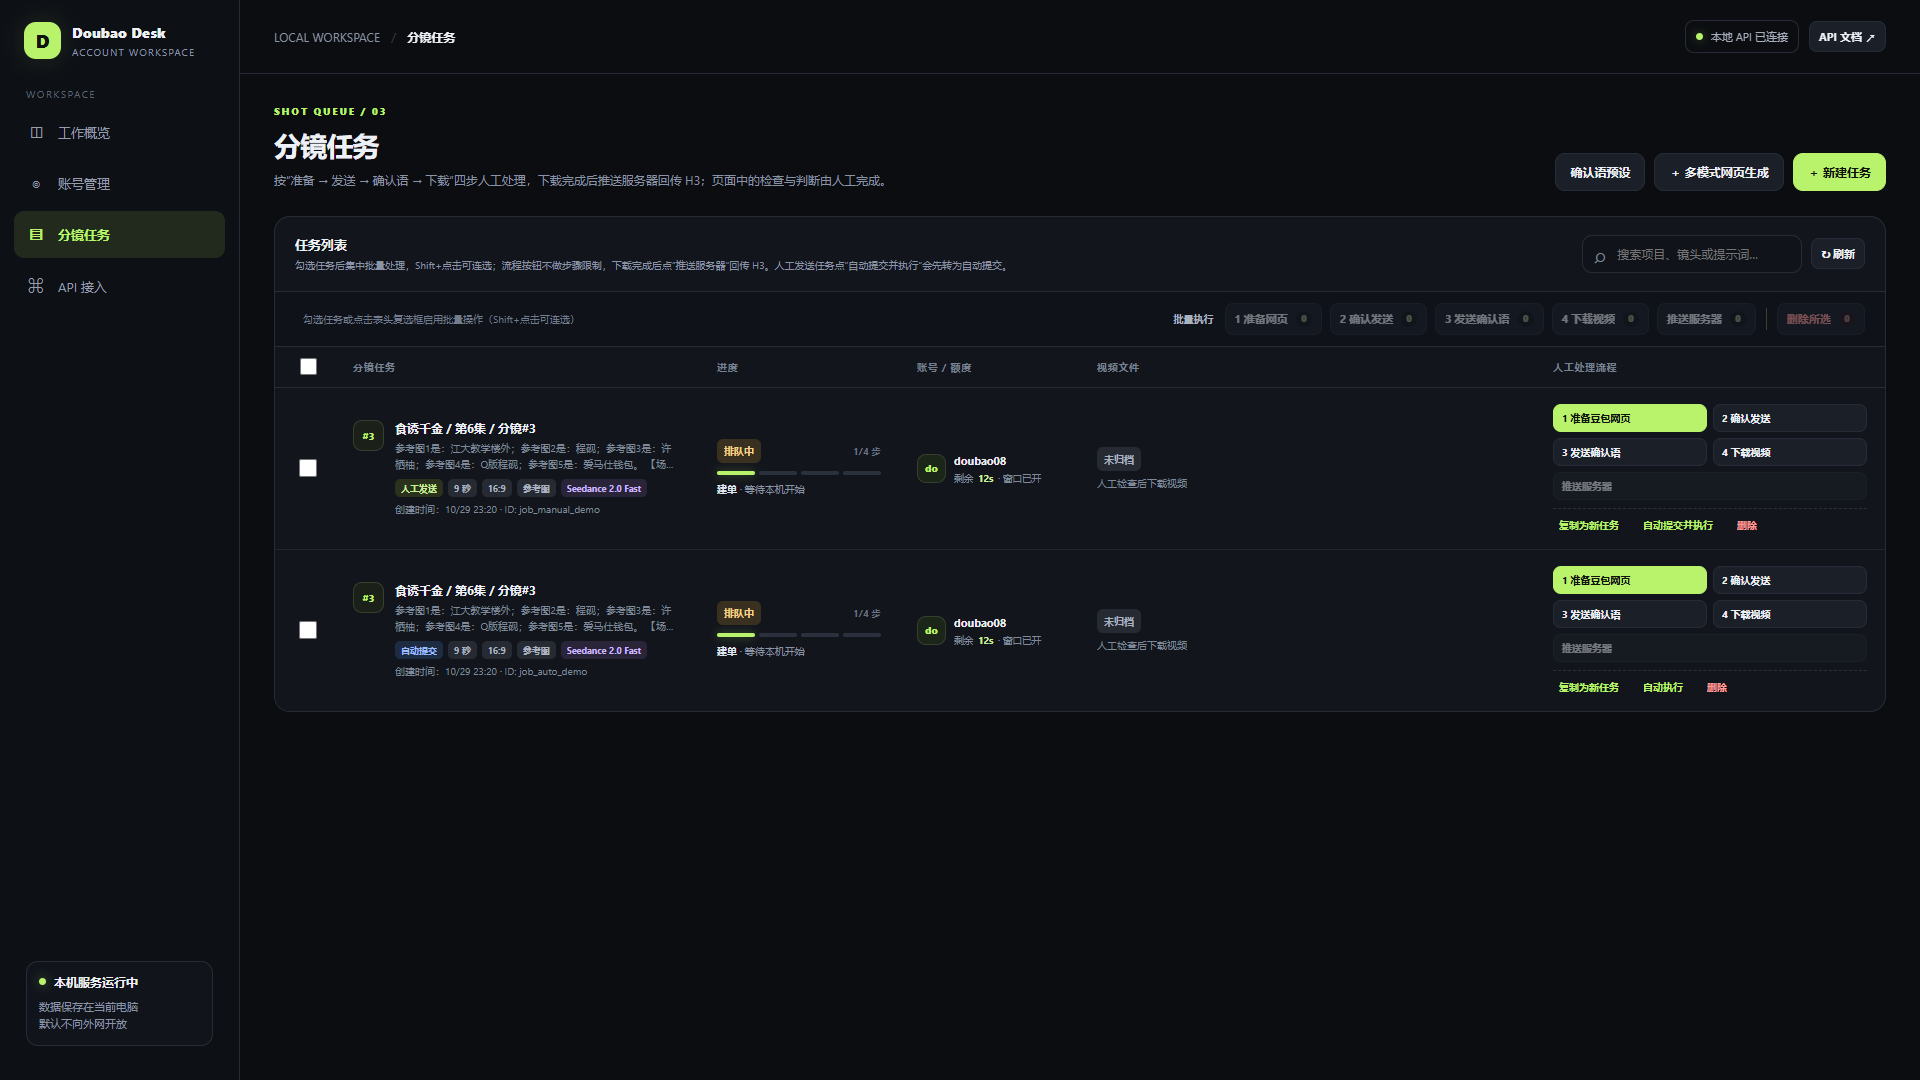 D
Doubao Desk
ACCOUNT WORKSPACE
WORKSPACE
工作概览
账号管理
分镜任务
API 接入
本机服务运行中
数据保存在当前电脑
默认不向外网开放
LOCAL WORKSPACE / 分镜任务
本地 API 已连接
API 文档 ↗
SHOT QUEUE / 03
分镜任务
按"准备 → 发送 → 确认语 → 下载"四步人工处理，下载完成后推送服务器回传 H3；页面中的检查与判断由人工完成。
确认语预设
+ 多模式网页生成
+ 新建任务
任务列表
勾选任务后集中批量处理，Shift+点击可连选；流程按钮不做步骤限制，下载完成后点"推送服务器"回传 H3。人工发送任务点"自动提交并执行"会先转为自动提交。
搜索项目、镜头或提示词...
↻ 刷新
勾选任务或点击表头复选框启用批量操作（Shift+点击可连选）
批量执行
1 准备网页 0
2 确认发送 0
3 发送确认语 0
4 下载视频 0
推送服务器 0
删除所选 0
分镜任务
进度
账号 / 额度
视频文件
人工处理流程
#3
食诱千金 / 第6集 / 分镜#3
参考图1是：江大教学楼外；参考图2是：程砚；参考图3是：许
栖柚；参考图4是：Q版程砚；参考图5是：爱马仕钱包。【场...
人工发送 9 秒 16:9 参考图 Seedance 2.0 Fast
创建时间：10/29 23:20 · ID: job_manual_demo
排队中 1/4 步
建单 · 等待本机开始
do
doubao08
剩余 12s · 窗口已开
未归档
人工检查后下载视频
1 准备豆包网页
2 确认发送
3 发送确认语
4 下载视频
推送服务器
复制为新任务 自动提交并执行 删除
#3
食诱千金 / 第6集 / 分镜#3
参考图1是：江大教学楼外；参考图2是：程砚；参考图3是：许
栖柚；参考图4是：Q版程砚；参考图5是：爱马仕钱包。【场...
自动提交 9 秒 16:9 参考图 Seedance 2.0 Fast
创建时间：10/29 23:20 · ID: job_auto_demo
排队中 1/4 步
建单 · 等待本机开始
do
doubao08
剩余 12s · 窗口已开
未归档
人工检查后下载视频
1 准备豆包网页
2 确认发送
3 发送确认语
4 下载视频
推送服务器
复制为新任务 自动执行 删除